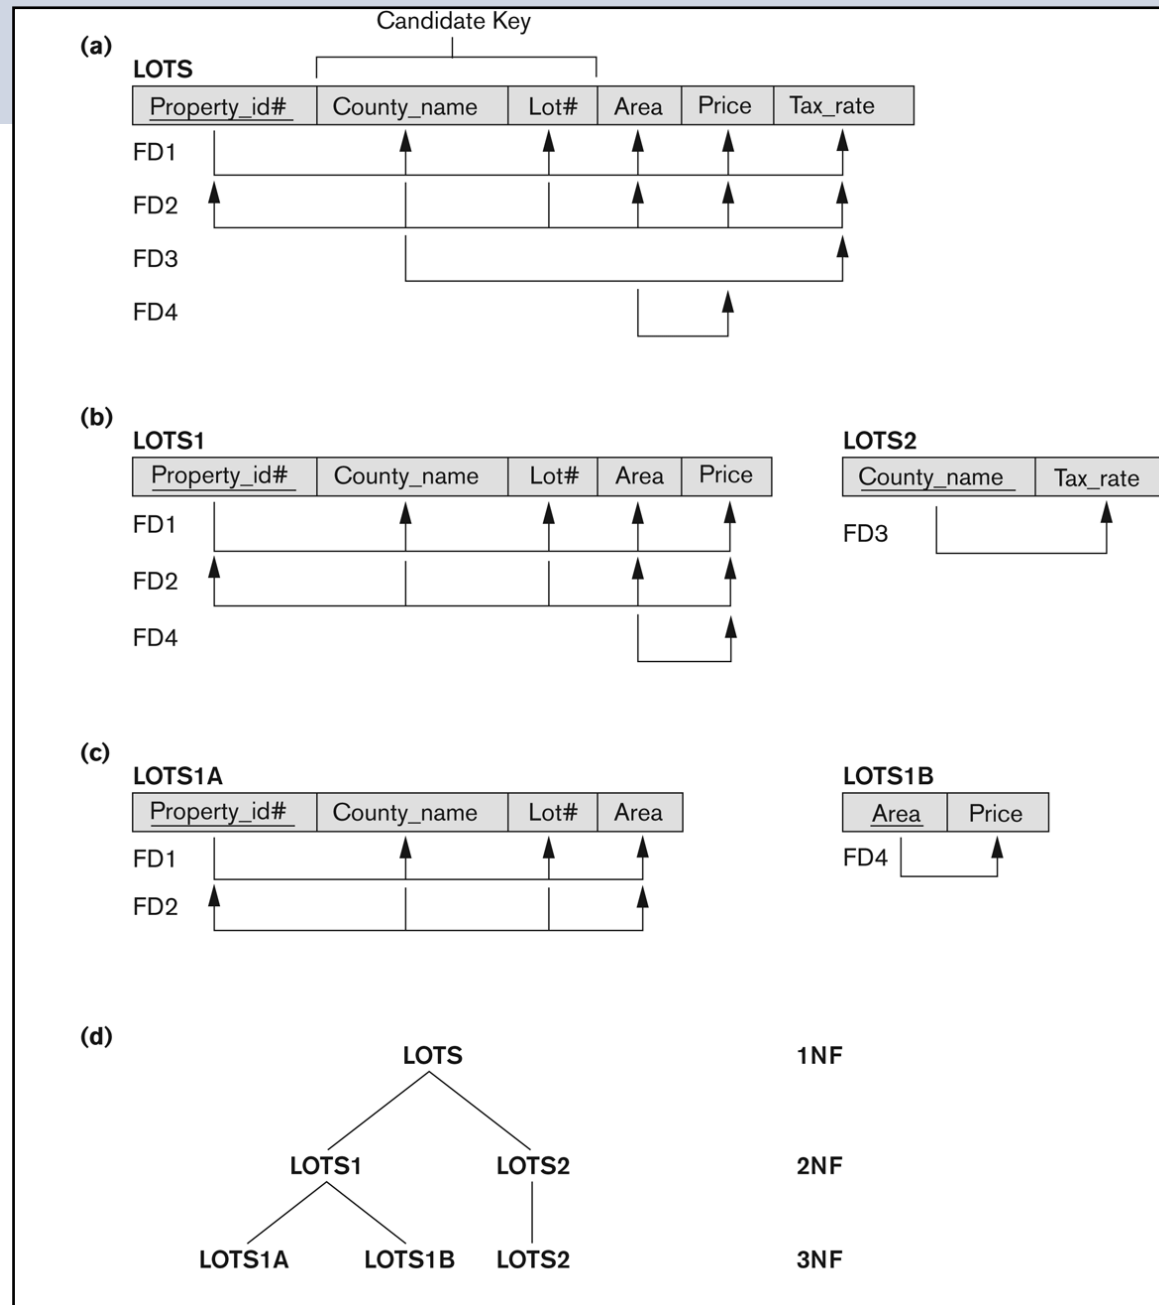 Candidate Key
(a)
LOTS
Property_id# County_name Lot# Area Price Tax_rate
FD1
FD2
FD3
FD4
(b)
LOTS1
Property_id# County_name Lot# Area Price
FD1
FD2
FD4
LOTS2
County_name Tax_rate
FD3
(c)
LOTS1A
Property_id# County_name Lot# Area
FD1
FD2
LOTS1B
Area Price
FD4
(d)
LOTS 1NF
LOTS1 LOTS2 2NF
LOTS1A LOTS1B LOTS2 3NF